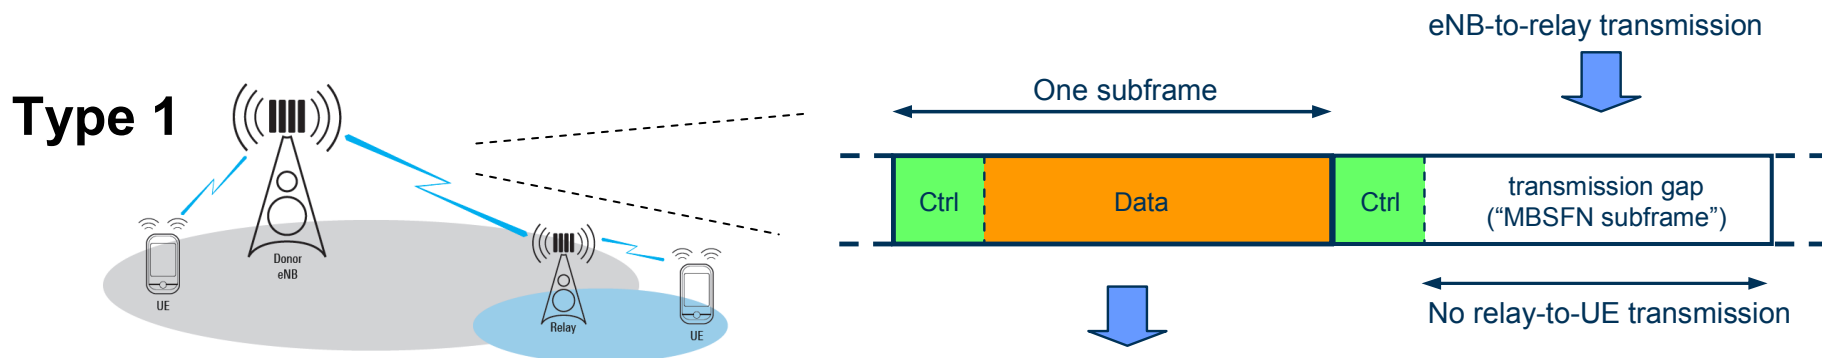 Type 1
Donor
eNB
UE
Relay
UE
eNB-to-relay transmission
One subframe
Ctrl
Data
Ctrl
transmission gap
(“MBSFN subframe”)
No relay-to-UE transmission